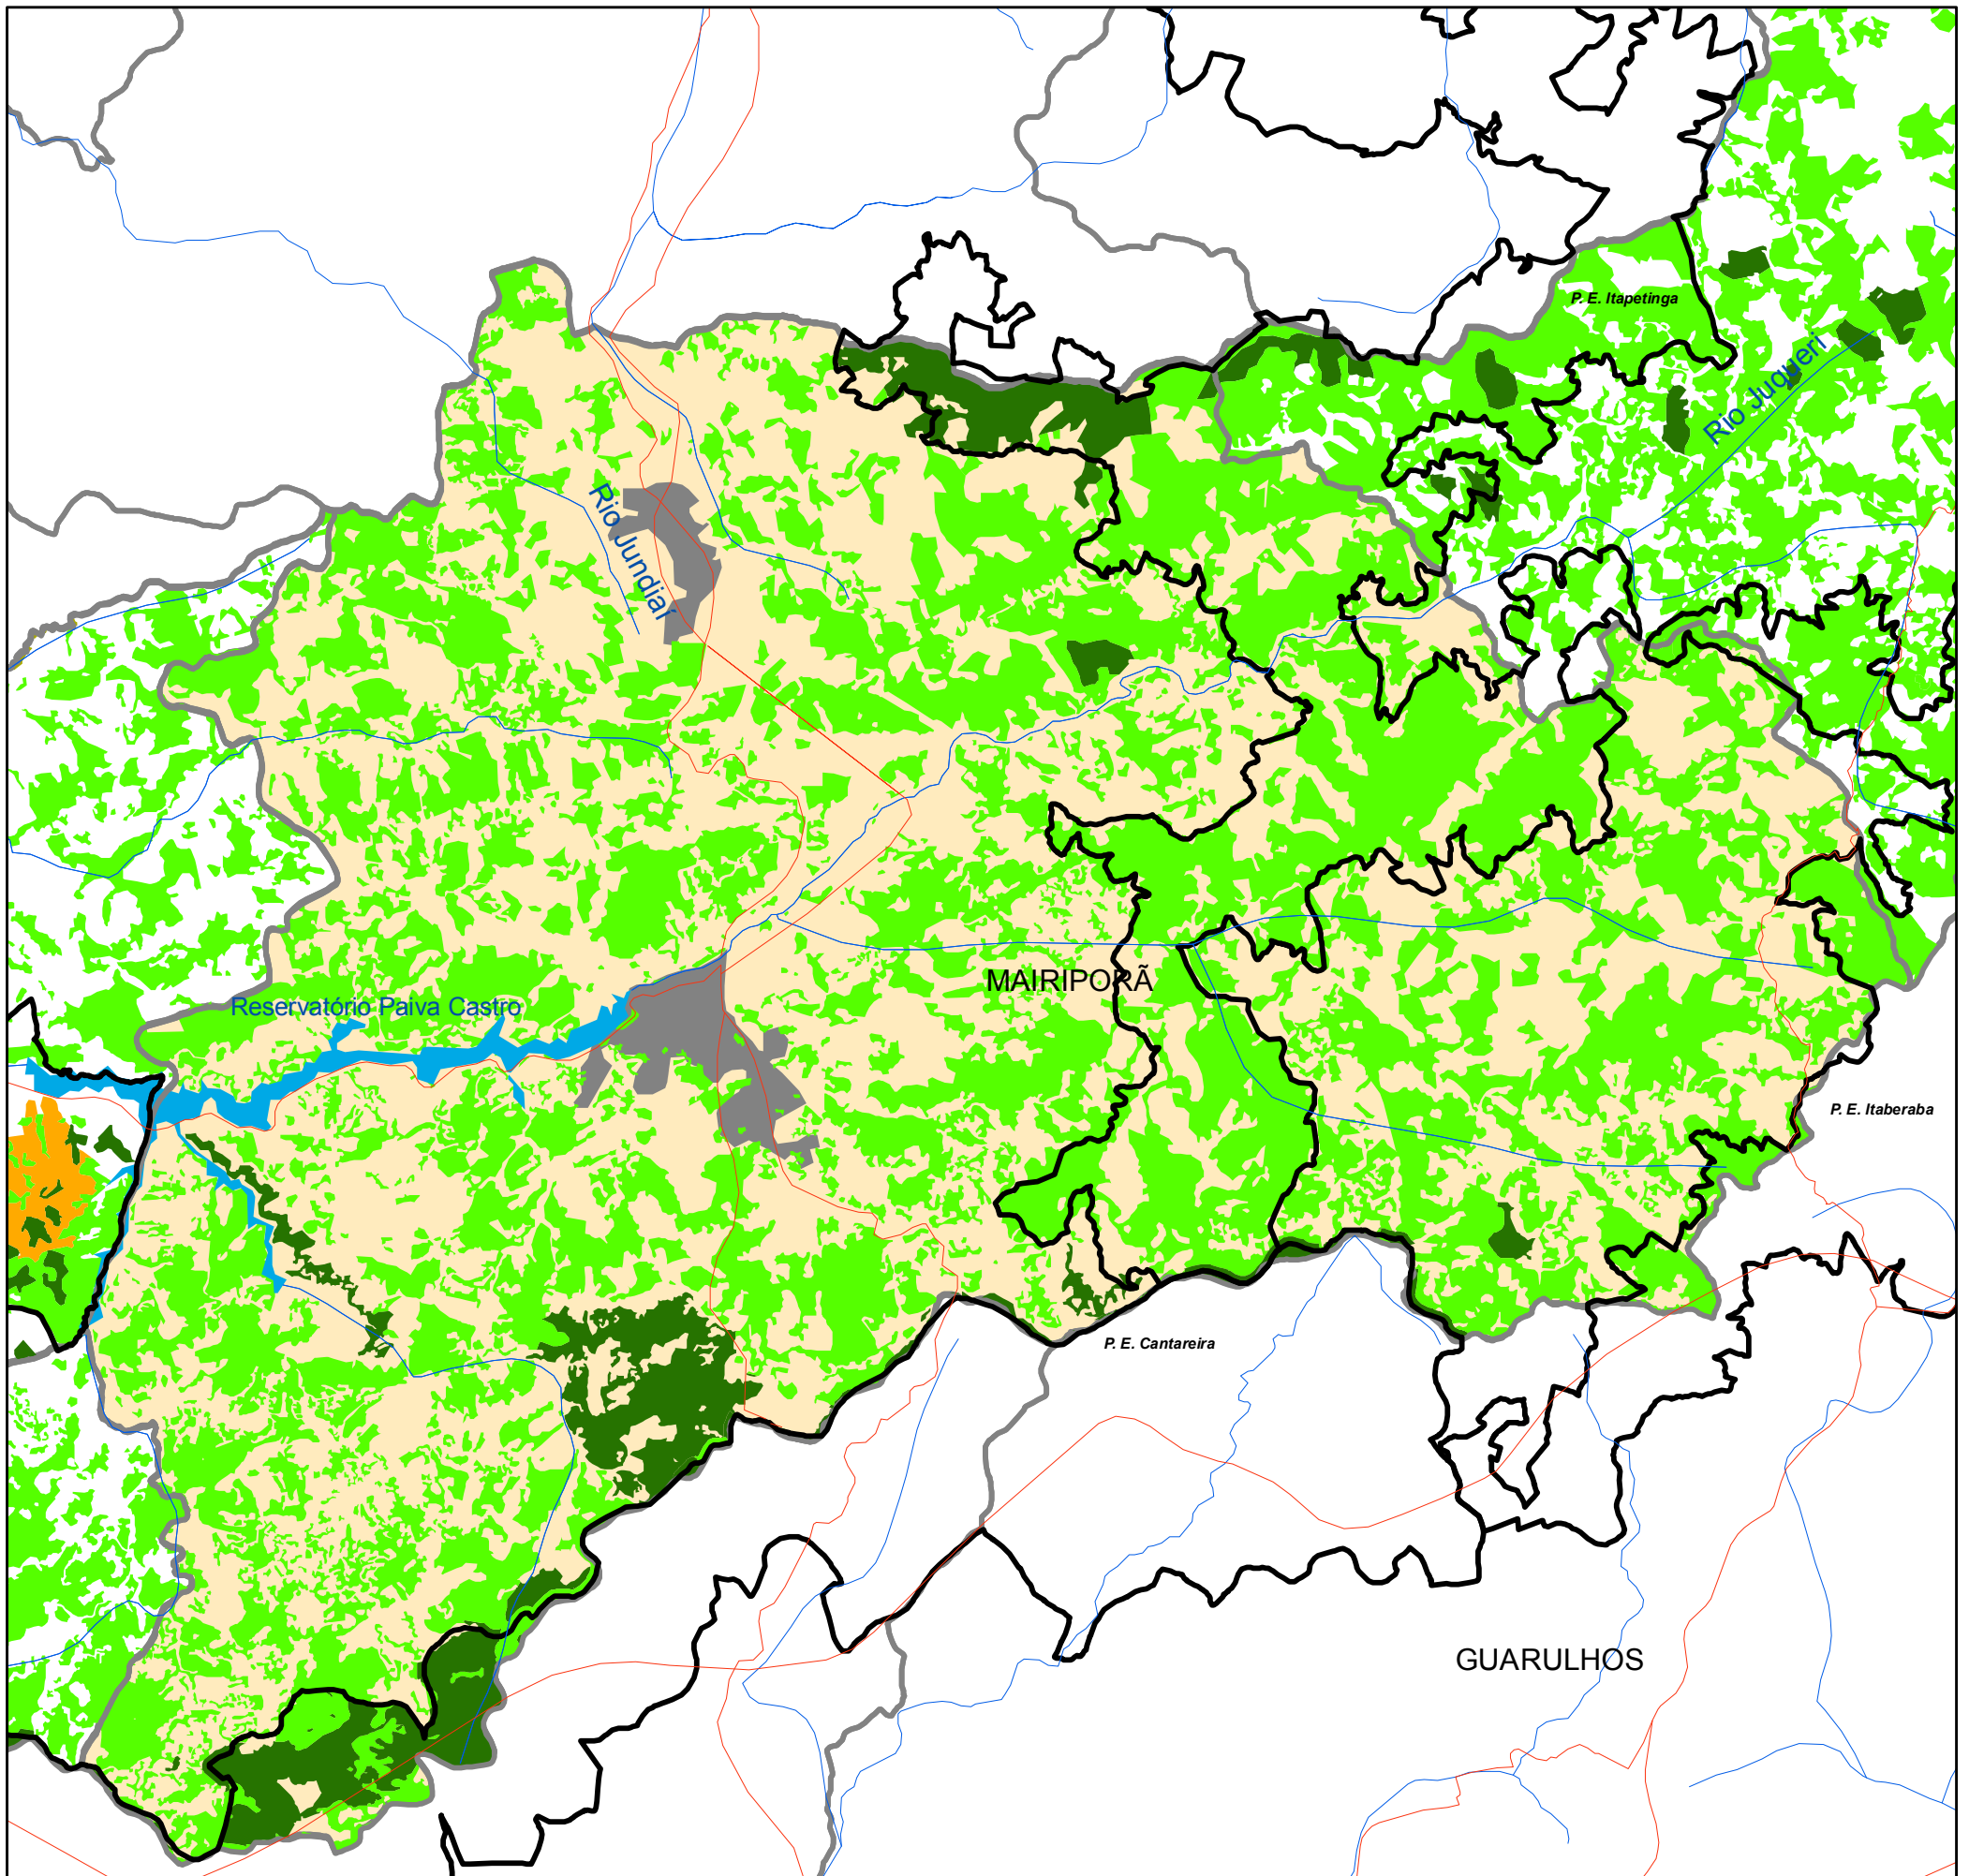 P. E. Itapetinga
Rio Juqueri
Rio Jundiaí
MAIRIPORÃ
Reservatório Paiva Castro
P. E. Itaberaba
P. E. Cantareira
GUARULHOS